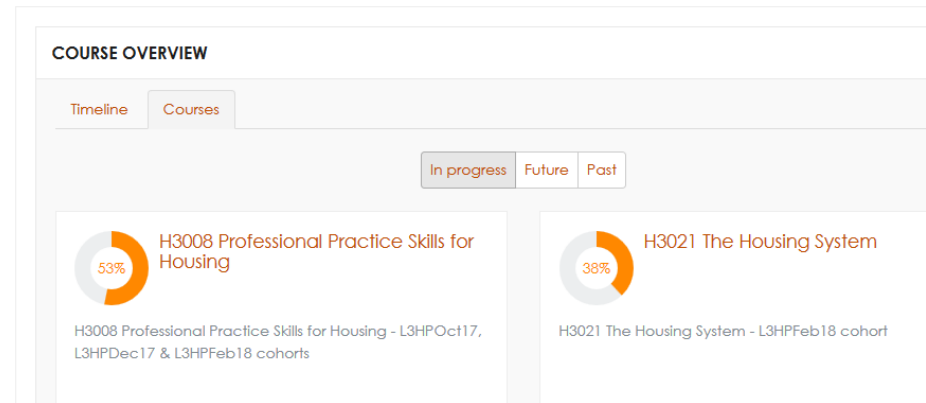 COURSE OVERVIEW
Timeline Courses
In progress Future Past
53%
H3008 Professional Practice Skills for
Housing
H3008 Professional Practice Skills for Housing - L3HPOct17,
L3HPDec17 & L3HPFeb18 cohorts
38%
H3021 The Housing System
H3021 The Housing System - L3HPFeb18 cohort